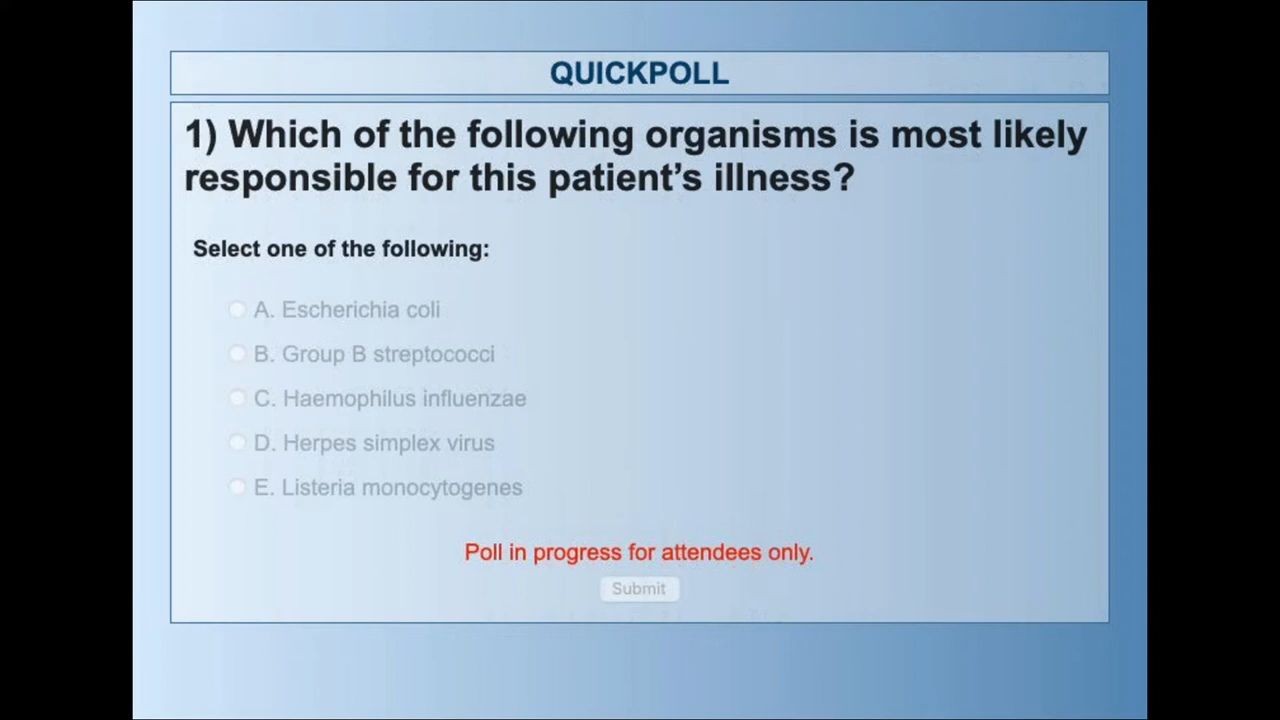 QUICKPOLL
1) Which of the following organisms is most likely
responsible for this patient’s illness?
Select one of the following:
A. Escherichia coli
B. Group B streptococci
C. Haemophilus influenzae
D. Herpes simplex virus
E. Listeria monocytogenes
Poll in progress for attendees only.
Submit